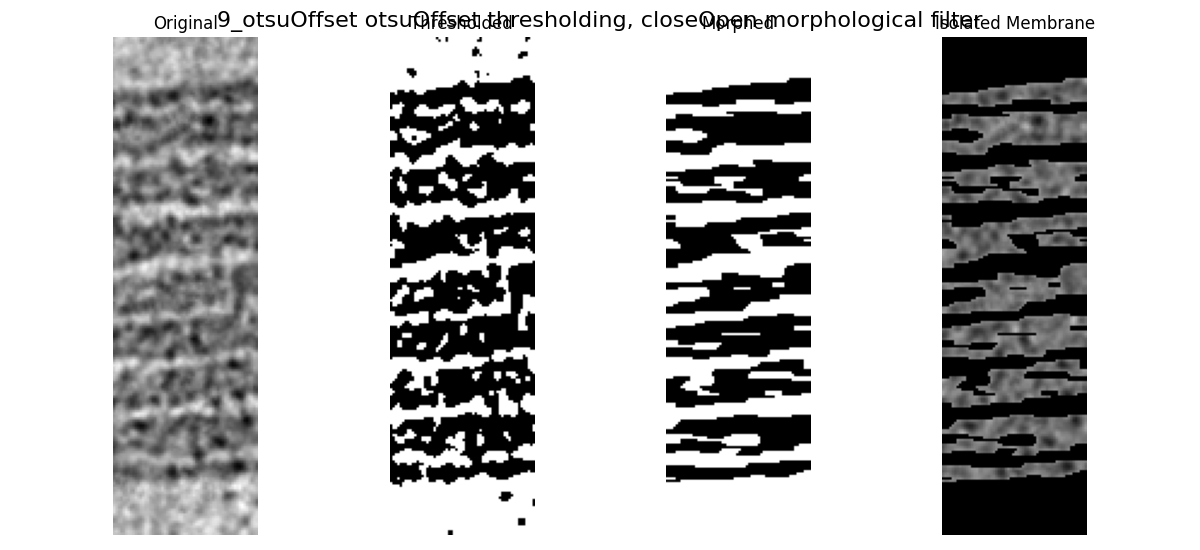 9_otsuOffset otsuOffset thresholding, closeOpen morphological filter
Original
Thresholded
Morphed
Isolated Membrane